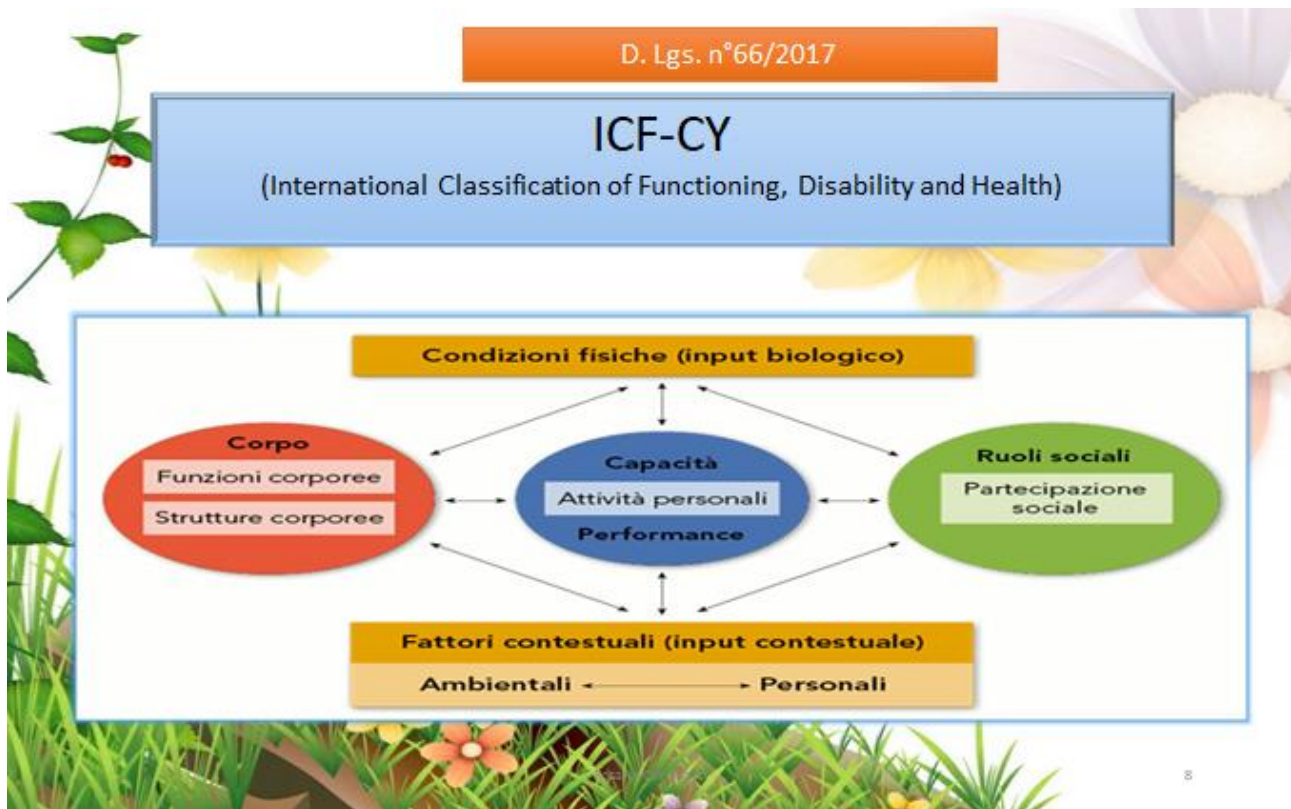 D. Lgs. n°66/2017
ICF-CY
(International Classification of Functioning, Disability and Health)
Condizioni fisiche (input biologico)
Corpo
Funzioni corporee
Strutture corporee
Capacità
Attività personali
Performance
Ruoli sociali
Partecipazione
sociale
Fattori contestuali (input contestuale)
Ambientali Personali
8